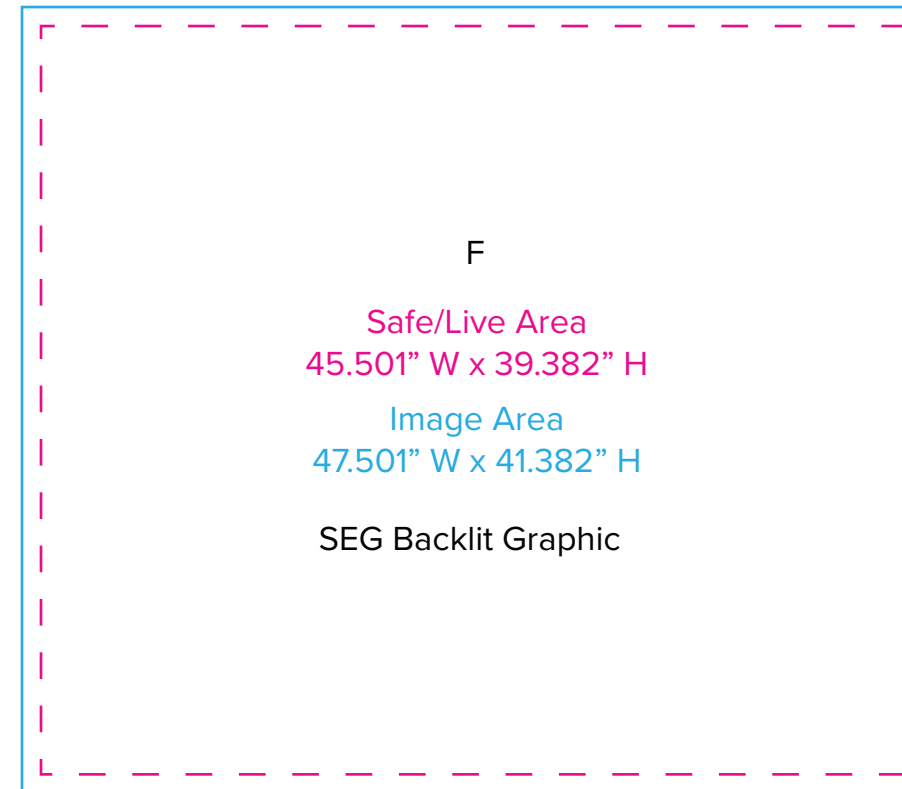 F
Safe/Live Area
45.501” W x 39.382” H
Image Area
47.501” W x 41.382” H
SEG Backlit Graphic